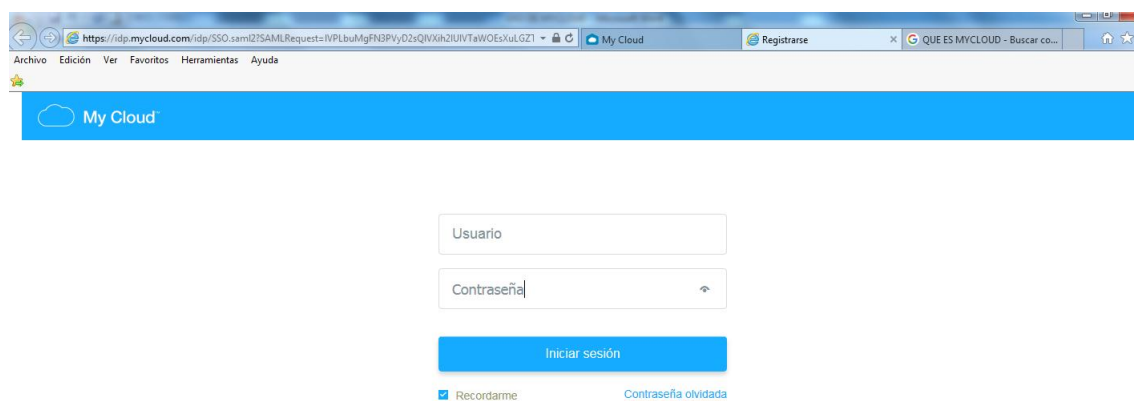 https://idp.mycloud.com/idp/SSO.saml2?SAMLRequest= My Cloud Registrarse QUE ES MYCLOUD - Buscar co...
Archivo Edición Ver Favoritos Herramientas Ayuda
My Cloud
Usuario
Contraseña
Iniciar sesión
Recordarme Contraseña olvidada